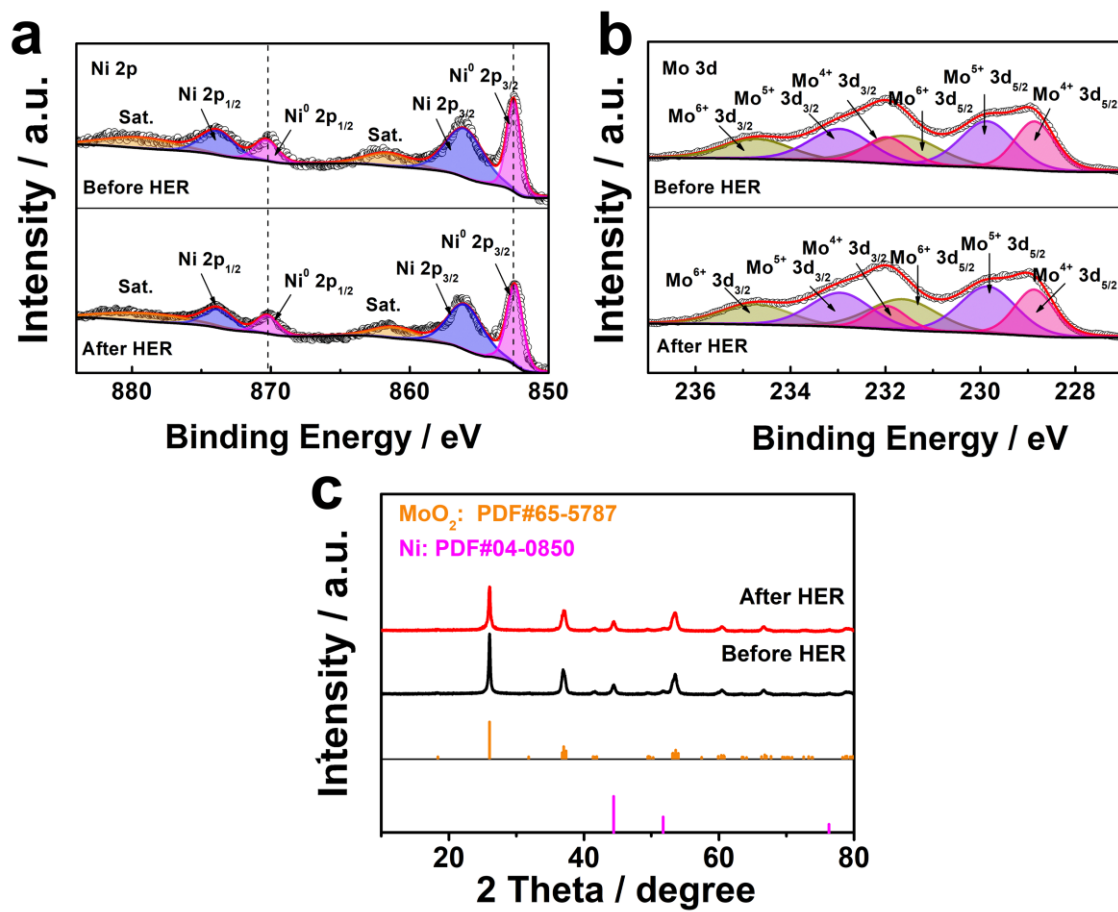 a
Ni 2p
Sat.
Ni 2p1/2
Ni0 2p1/2
Sat.
Ni 2p3/2
Ni0 2p3/2
Before HER
Sat.
Ni 2p1/2
Ni0 2p1/2
Sat.
Ni 2p3/2
Ni0 2p3/2
After HER
Intensity / a.u.
880 870 860 850
Binding Energy / eV
b
Mo 3d
Mo6+ 3d3/2
Mo5+ 3d3/2
Mo4+ 3d3/2
Mo6+ 3d5/2
Mo5+ 3d5/2
Mo4+ 3d5/2
Before HER
Mo6+ 3d3/2
Mo5+ 3d3/2
Mo4+ 3d3/2
Mo6+ 3d5/2
Mo5+ 3d5/2
Mo4+ 3d5/2
After HER
Intensity / a.u.
236 234 232 230 228
Binding Energy / eV
c
MoO2: PDF#65-5787
Ni: PDF#04-0850
After HER
Before HER
Intensity / a.u.
20 40 60 80
2 Theta / degree